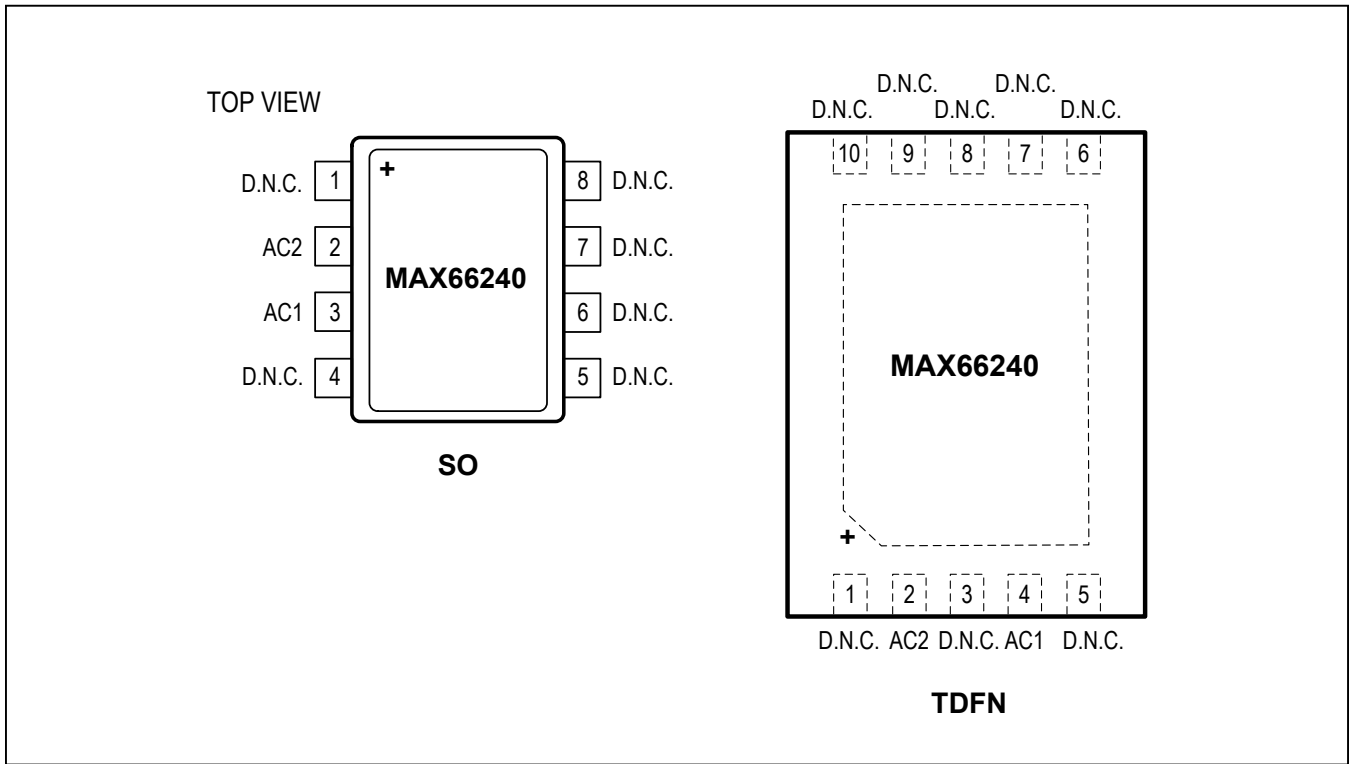 TOP VIEW
D.N.C. 1 + 8 D.N.C.
AC2 2 7 D.N.C.
MAX66240
AC1 3 6 D.N.C.
D.N.C. 4 5 D.N.C.
SO
D.N.C. D.N.C.
D.N.C. D.N.C. D.N.C.
10 9 8 7 6
MAX66240
+
1 2 3 4 5
D.N.C. AC2 D.N.C. AC1 D.N.C.
TDFN